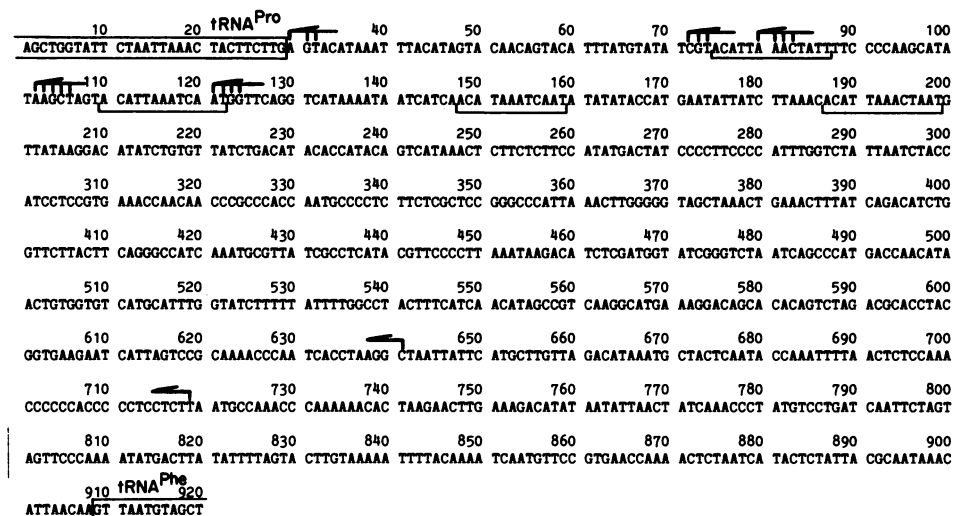 tRNAPro
10 20 30 40 50 60 70 80 90 100
AGCTGGTATT CTAATTAAAC TACTTCTTGA GTACATAAAT TTACATAGTA CAACAGTACA TTTATGTATA TCGTACATTA AACTATTTTC CCCAAGCATA
110 120 130 140 150 160 170 180 190 200
TAAGCTAGTA CATTAAATCA ATGGTTCAGG TCATAAAATA ATCATCAACA TAAATCAATA TATATACCAT GAATATTATC TTAAACACAT TAAACTAATG
210 220 230 240 250 260 270 280 290 300
TTATAAGGAC ATATCTGTGT TATCTGACAT ACACCATACA GTCATAAACT CTTCTCTTCC ATATGACTAT CCCCTTCCCC ATTTGGTCTA TTAATCTACC
310 320 330 340 350 360 370 380 390 400
ATCCTCCGTG AAACCAACAA CCCGCCCACC AATGCCCCTC TTCTCGCTCC GGGCCCATTA AACTTGGGGG TAGCTAAACT GAAACTTTAT CAGACATCTG
410 420 430 440 450 460 470 480 490 500
GTTCTTACTT CAGGGCCATC AAATGCGTTA TCGCCTCATA CGTTCCCCTT AAATAAGACA TCTCGATGGT ATCGGGTCTA ATCAGCCCAT GACCAACATA
510 520 530 540 550 560 570 580 590 600
ACTGTGGTGT CATGCATTTG GTATCTTTTT ATTTTGGCCT ACTTTCATCA ACATAGCCGT CAAGGCATGA AAGGACAGCA CACAGTCTAG ACGCACCTAC
610 620 630 640 650 660 670 680 690 700
GGTGAAGAAT CATTAGTCCG CAAAACCCAA TCACCTAAGG CTAATTATTC ATGCTTGTTA GACATAAATG CTACTCAATA CCAAATTTTA ACTCTCCAAA
710 720 730 740 750 760 770 780 790 800
CCCCCCACCC CCTCCTCTTA ATGCCAAACC CAAAAAACAC TAAGAACTTG AAAGACATAT AATATTAACT ATCAAACCCT ATGTCCTGAT CAATTCTAGT
810 820 830 840 850 860 870 880 890 900
AGTTCCCAAA ATATGACTTA TATTTTAGTA CTTGTAAAAA TTTTACAAAA TCAATGTTCC GTGAACCAAA ACTCTAATCA TACTCTATTA CGCAATAAAC
910 tRNAPhe 920
ATTAACAAGT TAATGTAGCT